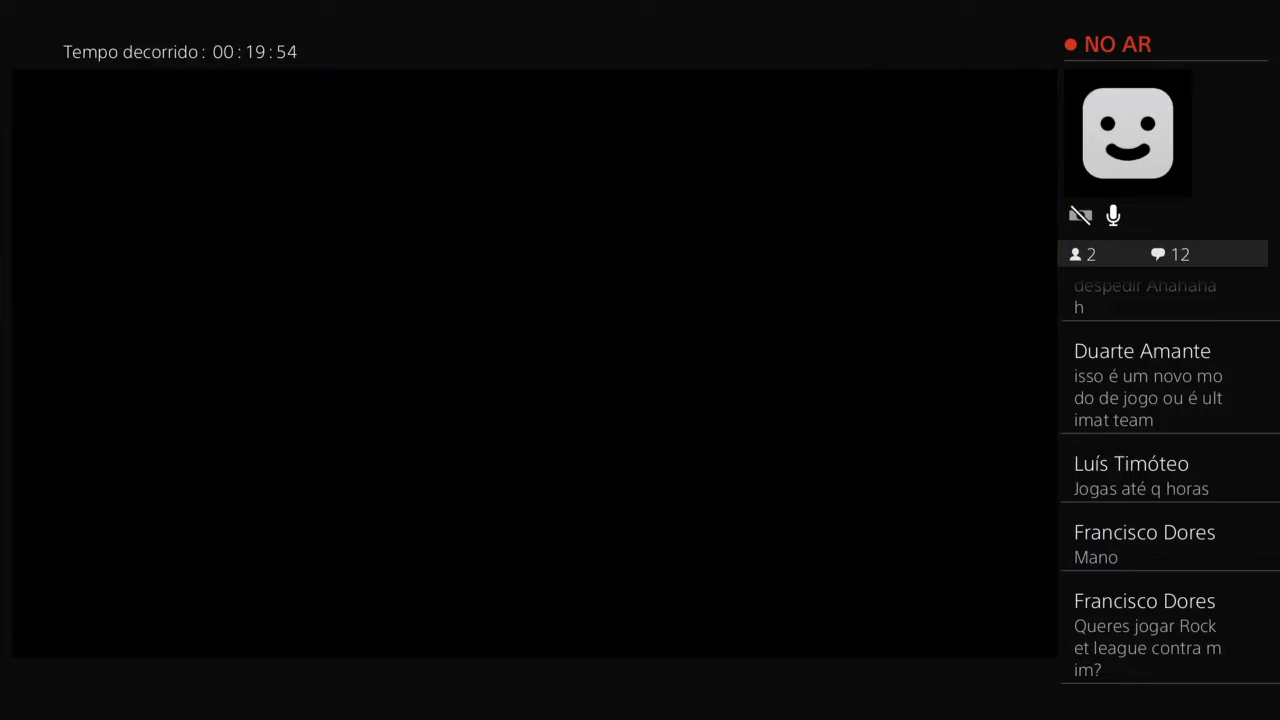 Tempo decorrido: 00:19:54
NO AR
2 12
despedir Ahahaha
h
Duarte Amante
isso é um novo mo
do de jogo ou é ult
imat team
Luís Timóteo
Jogas até q horas
Francisco Dores
Mano
Francisco Dores
Queres jogar Rock
et league contra m
im?